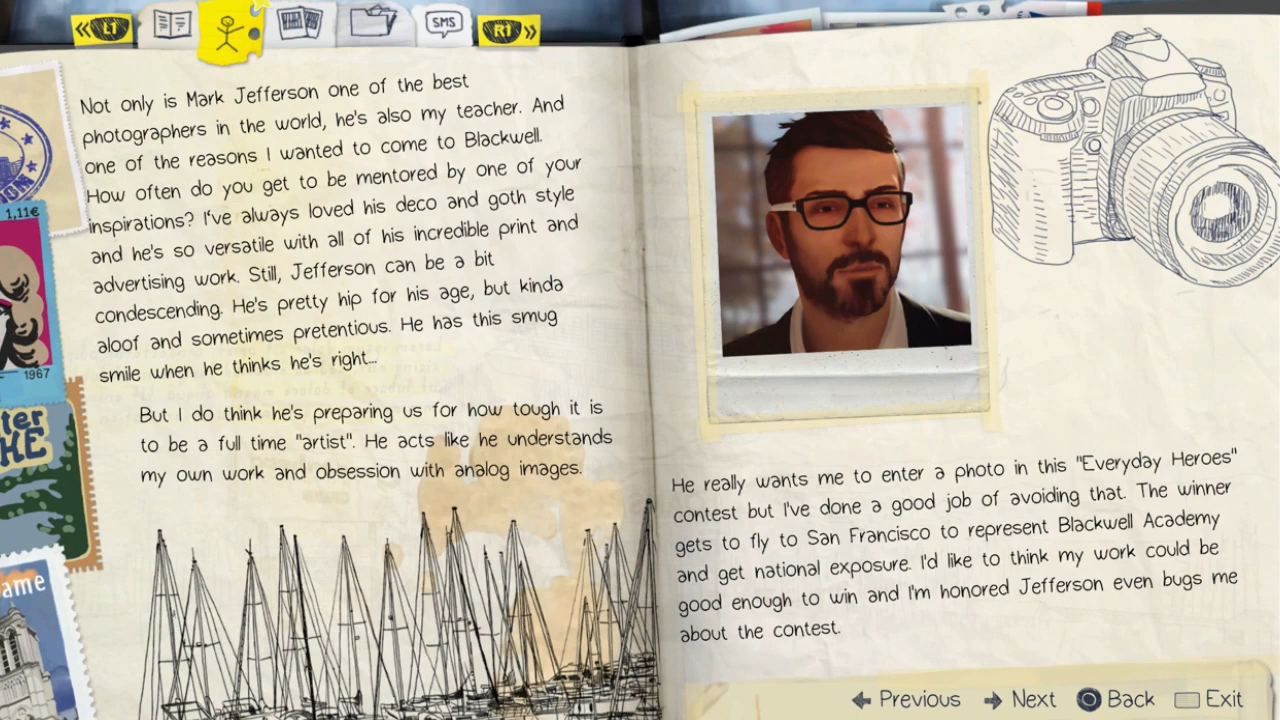 L1
SMS
R1
1,11€
1967
ter
HE
ame
Not only is Mark Jefferson one of the best
photographers in the world, he's also my teacher. And
one of the reasons I wanted to come to Blackwell.
How often do you get to be mentored by one of your
inspirations? I've always loved his deco and goth style
and he's so versatile with all of his incredible print and
advertising work. Still, Jefferson can be a bit
condescending. He's pretty hip for his age, but kinda
aloof and sometimes pretentious. He has this smug
smile when he thinks he's right...
But I do think he's preparing us for how tough it is
to be a full time "artist". He acts like he understands
my own work and obsession with analog images.
He really wants me to enter a photo in this "Everyday Heroes"
contest but I've done a good job of avoiding that. The winner
gets to fly to San Francisco to represent Blackwell Academy
and get national exposure. I'd like to think my work could be
good enough to win and I'm honored Jefferson even bugs me
about the contest.
Previous Next Back Exit